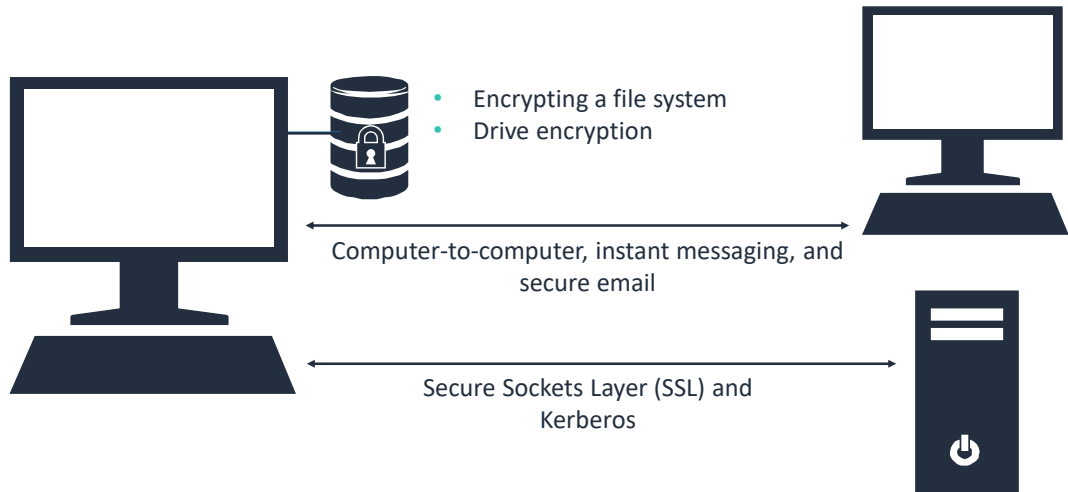 • Encrypting a file system
• Drive encryption
Computer-to-computer, instant messaging, and
secure email
Secure Sockets Layer (SSL) and
Kerberos